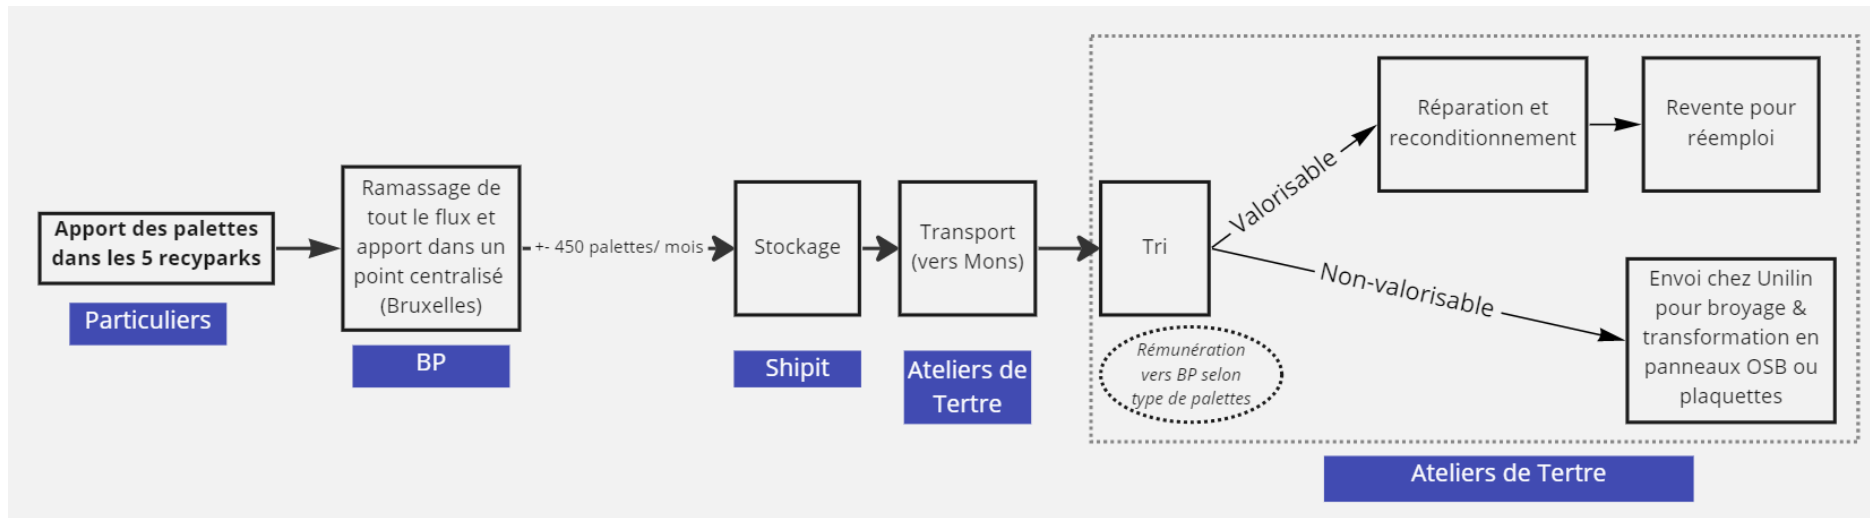 Apport des palettes
dans les 5 recyparks
Particuliers
Ramassage de
tout le flux et
apport dans un
point centralisé
(Bruxelles)
BP
+- 450 palettes/ mois
Stockage
Shipit
Transport
(vers Mons)
Ateliers de
Tertre
Tri
Rémunération
vers BP selon
type de palettes
Valorisable
Réparation et
reconditionnement
Revente pour
réemploi
Non-valorisable
Envoi chez Unilin
pour broyage &
transformation en
panneaux OSB ou
plaquettes
Ateliers de Tertre